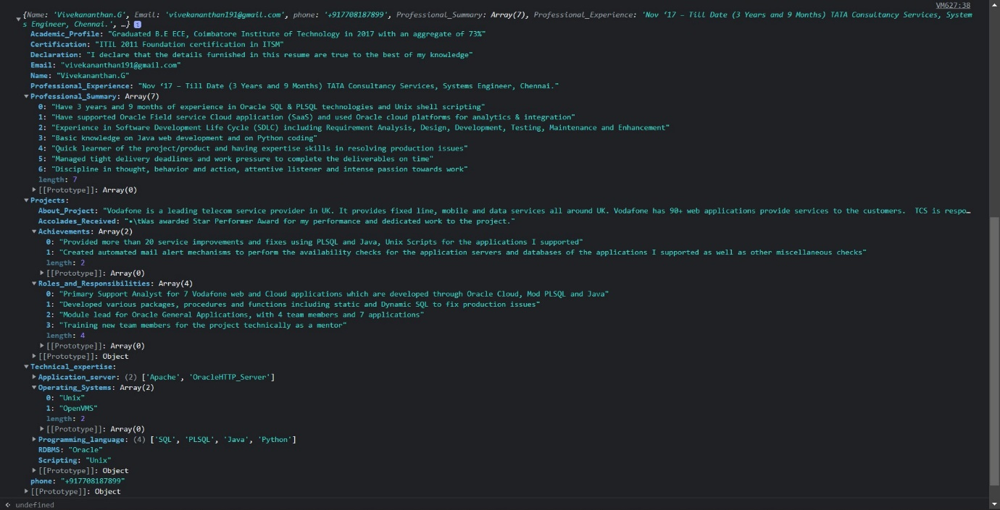 VM627:38
{Name: 'Vivekananthan.G', Email: 'vivekananthan191@gmail.com', phone: '+917708187899', Professional_Summary: Array(7), Professional_Experience: 'Nov ‘17 – Till Date (3 Years and 9 Months) TATA Consultancy Services, System
s Engineer, Chennai.', …} i
Academic_Profile: "Graduated B.E ECE, Coimbatore Institute of Technology in 2017 with an aggregate of 73%"
Certification: "ITIL 2011 Foundation certification in ITSM"
Declaration: "I declare that the details furnished in this resume are true to the best of my knowledge"
Email: "vivekananthan191@gmail.com"
Name: "Vivekananthan.G"
Professional_Experience: "Nov ‘17 – Till Date (3 Years and 9 Months) TATA Consultancy Services, Systems Engineer, Chennai."
Professional_Summary: Array(7)
0: "Have 3 years and 9 months of experience in Oracle SQL & PLSQL technologies and Unix shell scripting"
1: "Have supported Oracle Field service Cloud application (SaaS) and used Oracle cloud platforms for analytics & integration"
2: "Experience in Software Development Life Cycle (SDLC) including Requirement Analysis, Design, Development, Testing, Maintenance and Enhancement"
3: "Basic knowledge on Java web development and on Python coding"
4: "Quick learner of the project/product and having expertise skills in resolving production issues"
5: "Managed tight delivery deadlines and work pressure to complete the deliverables on time"
6: "Discipline in thought, behavior and action, attentive listener and intense passion towards work"
length: 7
[[Prototype]]: Array(0)
Projects:
About_Project: "Vodafone is a leading telecom service provider in UK. It provides fixed line, mobile and data services all around UK. Vodafone has 90+ web applications provide services to the customers.  TCS is respo…
Accolades_Received: "•\tWas awarded Star Performer Award for my performance and dedicated work to the project."
Achievements: Array(2)
0: "Provided more than 20 service improvements and fixes using PLSQL and Java, Unix Scripts for the applications I supported"
1: "Created automated mail alert mechanisms to perform the availability checks for the application servers and databases of the applications I supported as well as other miscellaneous checks"
length: 2
[[Prototype]]: Array(0)
Roles_and_Responsibilities: Array(4)
0: "Primary Support Analyst for 7 Vodafone web and Cloud applications which are developed through Oracle Cloud, Mod PLSQL and Java"
1: "Developed various packages, procedures and functions including static and Dynamic SQL to fix production issues"
2: "Module lead for Oracle General Applications, with 4 team members and 7 applications"
3: "Training new team members for the project technically as a mentor"
length: 4
[[Prototype]]: Array(0)
[[Prototype]]: Object
Technical_expertise:
Application_server: (2) ['Apache', 'OracleHTTP_Server']
Operating_Systems: Array(2)
0: "Unix"
1: "OpenVMS"
length: 2
[[Prototype]]: Array(0)
Programming_language: (4) ['SQL', 'PLSQL', 'Java', 'Python']
RDBMS: "Oracle"
Scripting: "Unix"
[[Prototype]]: Object
phone: "+917708187899"
[[Prototype]]: Object
undefined